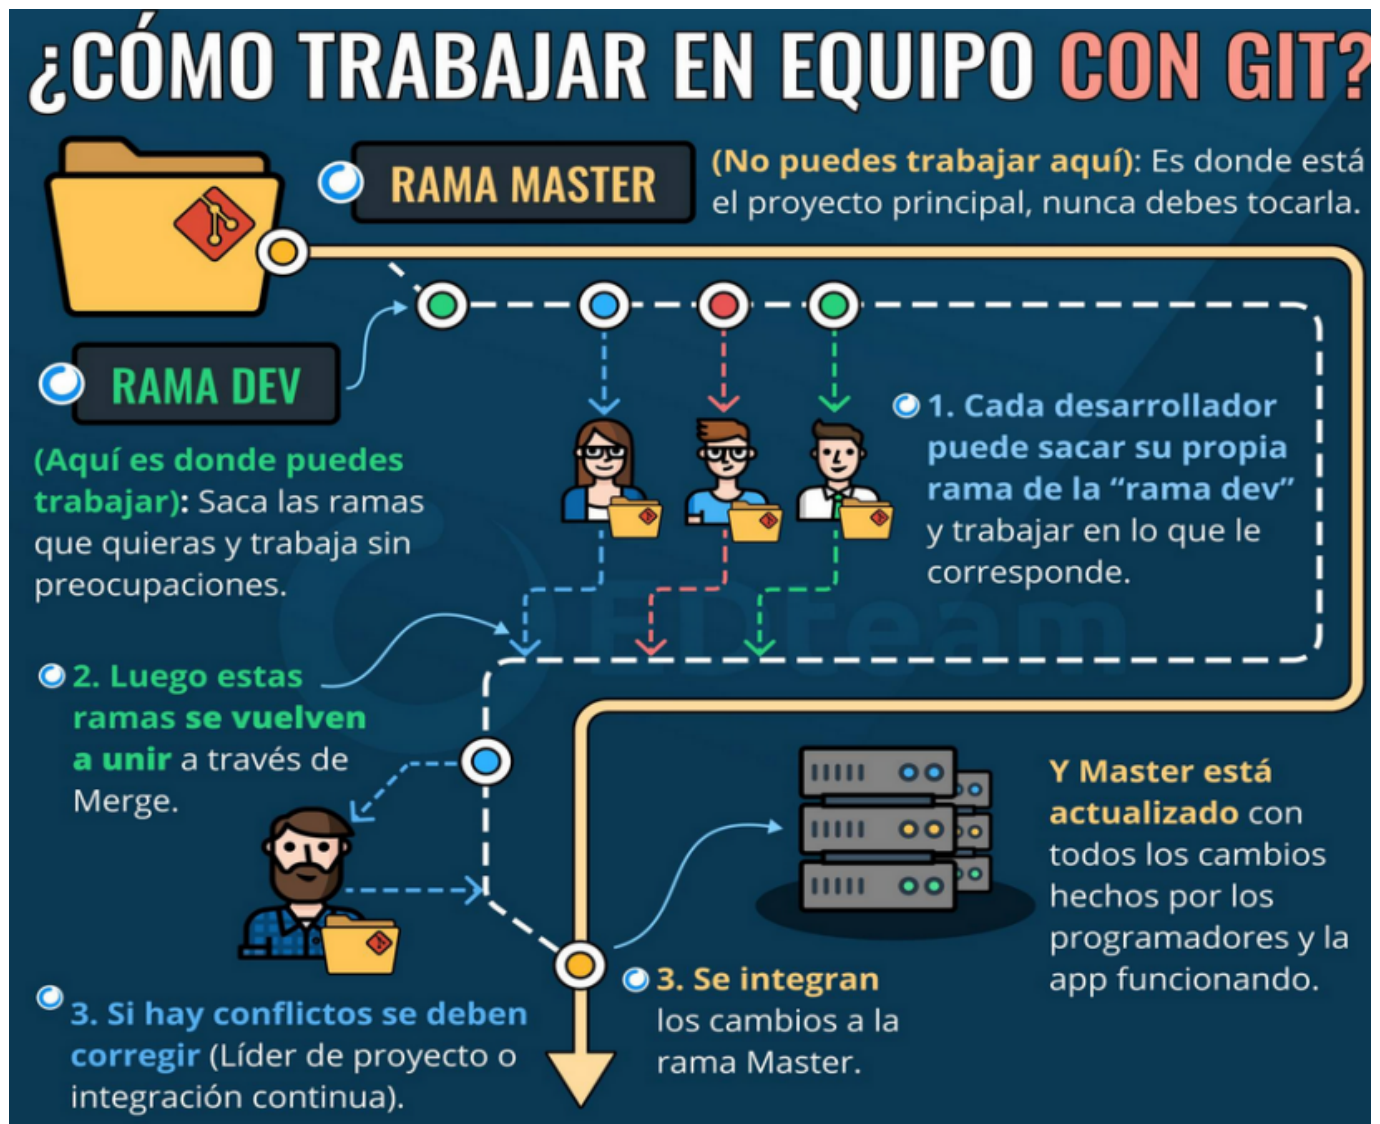 ¿CÓMO TRABAJAR EN EQUIPO CON GIT?
RAMA MASTER
(No puedes trabajar aquí): Es donde está
el proyecto principal, nunca debes tocarla.
RAMA DEV
(Aquí es donde puedes
trabajar): Saca las ramas
que quieras y trabaja sin
preocupaciones.
1. Cada desarrollador
puede sacar su propia
rama de la “rama dev”
y trabajar en lo que le
corresponde.
EDteam
2. Luego estas
ramas se vuelven
a unir a través de
Merge.
3. Si hay conflictos se deben
corregir (Líder de proyecto o
integración continua).
3. Se integran
los cambios a la
rama Master.
Y Master está
actualizado con
todos los cambios
hechos por los
programadores y la
app funcionando.